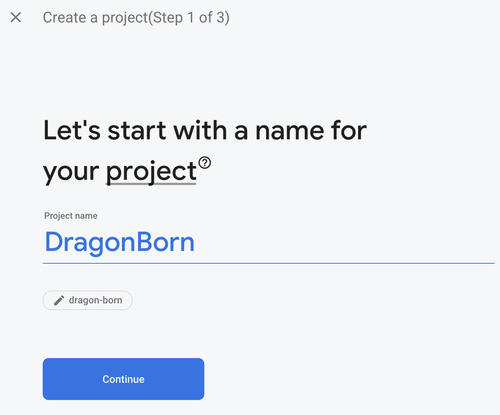 Create a project(Step 1 of 3)
Let's start with a name for
your project?
Project name
DragonBorn
dragon-born
Continue